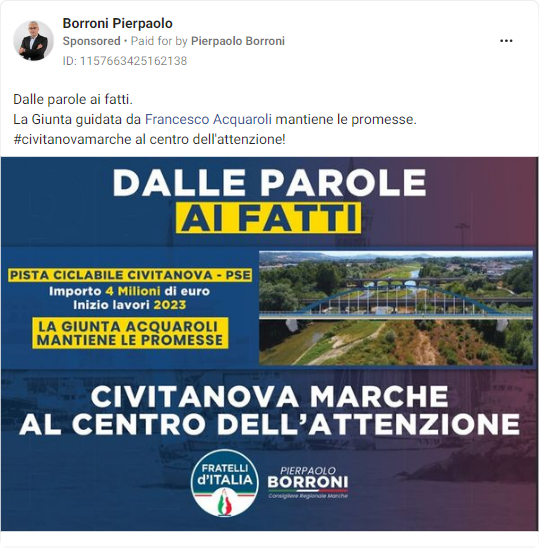 Borroni Pierpaolo
Sponsored • Paid for by Pierpaolo Borroni
ID: 1157663425162138
Dalle parole ai fatti.
La Giunta guidata da Francesco Acquaroli mantiene le promesse.
#civitanovamarche al centro dell'attenzione!
DALLE PAROLE
AI FATTI
PISTA CICLABILE CIVITANOVA - PSE
Importo 4 Milioni di euro
Inizio lavori 2023
LA GIUNTA ACQUAROLI
MANTIENE LE PROMESSE
CIVITANOVA MARCHE
AL CENTRO DELL'ATTENZIONE
FRATELLI
d'ITALIA
PIERPAOLO
BORRONI
Consigliere Regionale Marche